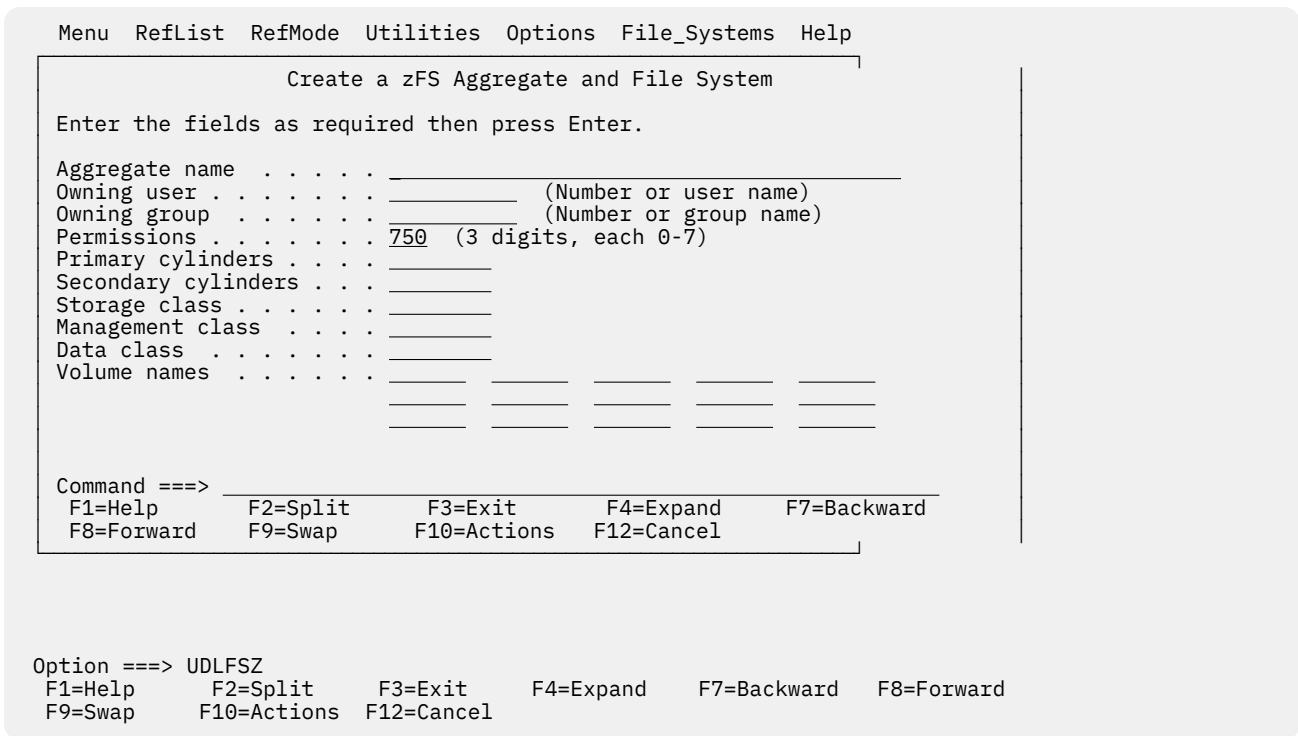 Menu  RefList  RefMode  Utilities  Options  File_Systems  Help
Create a zFS Aggregate and File System
Enter the fields as required then press Enter.
Aggregate name  . . . . . _
Owning user . . . . . . .            (Number or user name)
Owning group  . . . . . .            (Number or group name)
Permissions . . . . . . . 750  (3 digits, each 0-7)
Primary cylinders . . . .
Secondary cylinders . . .
Storage class . . . . . .
Management class  . . . .
Data class  . . . . . . .
Volume names  . . . . . .
Command ===>
F1=Help       F2=Split      F3=Exit       F4=Expand     F7=Backward
F8=Forward    F9=Swap      F10=Actions   F12=Cancel
Option ===> UDLFSZ
F1=Help      F2=Split     F3=Exit     F4=Expand    F7=Backward   F8=Forward
F9=Swap     F10=Actions  F12=Cancel